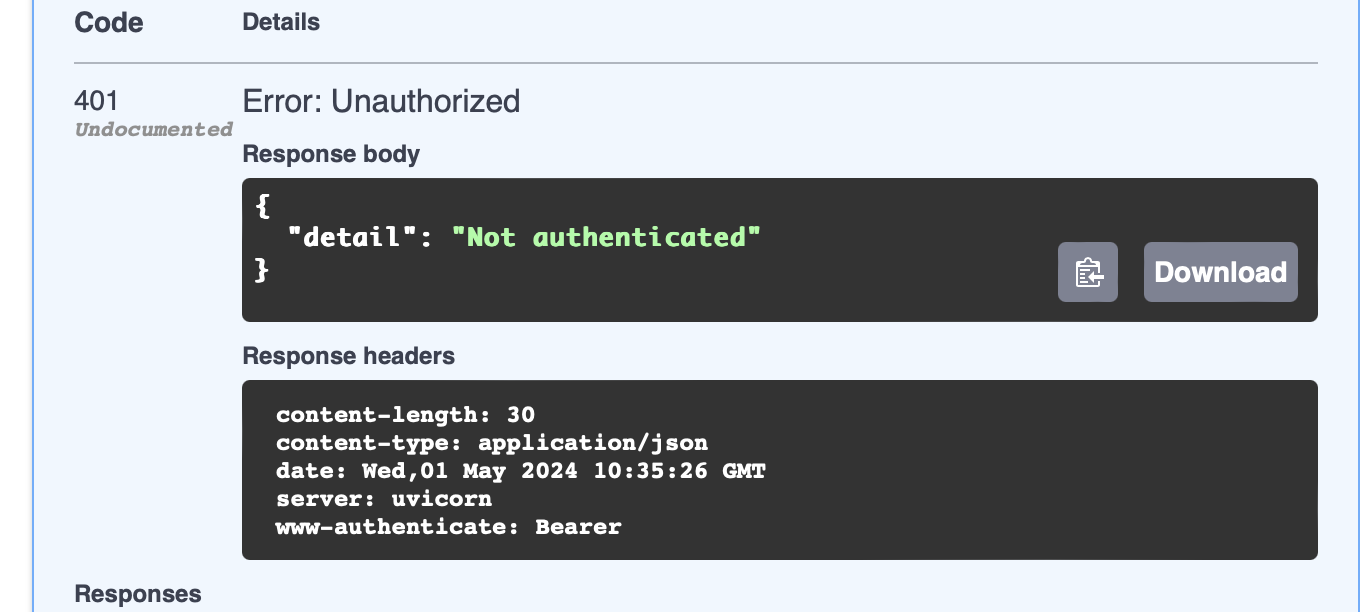 Code Details
401 Error: Unauthorized
Undocumented
Response body
{
"detail": "Not authenticated"
}
Download
Response headers
content-length: 30
content-type: application/json
date: Wed,01 May 2024 10:35:26 GMT
server: uvicorn
www-authenticate: Bearer
Responses